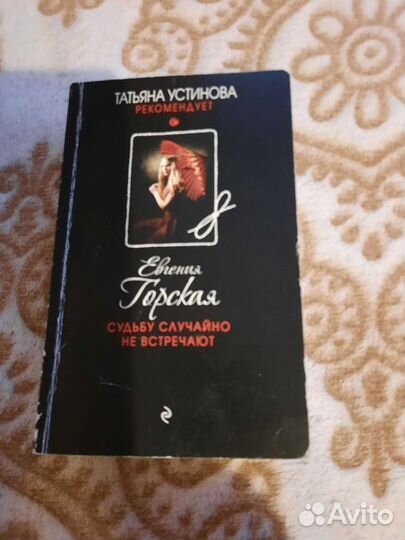 ТАТЬЯНА УСТИНОВА
РЕКОМЕНДУЕТ
Евгения
Горская
СУДЬБУ СЛУЧАЙНО
НЕ ВСТРЕЧАЮТ
Avito